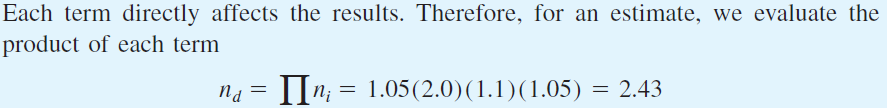 Each term directly affects the results. Therefore, for an estimate, we evaluate the
product of each term
n_d = ∏n_i = 1.05(2.0)(1.1)(1.05) = 2.43